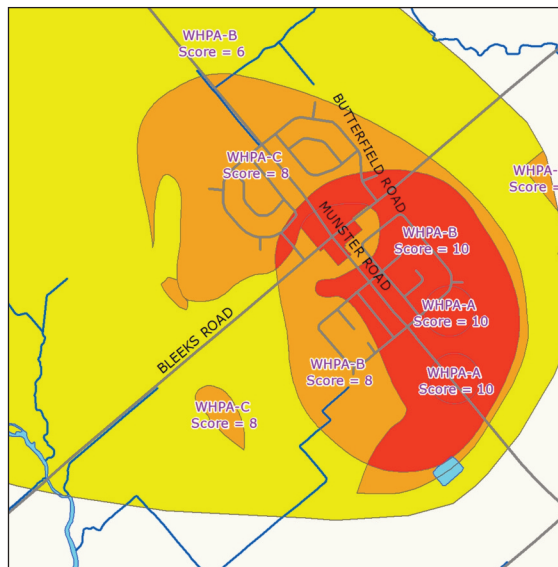 WHPA-B
Score = 6
BUTTERFIELD ROAD
WHPA-C
Score = 8
MUNSTER ROAD
WHPA-B
Score = 10
WHPA-A
Score = 10
BLEEKS ROAD
WHPA-B
Score = 8
WHPA-A
Score = 10
WHPA-C
Score = 8